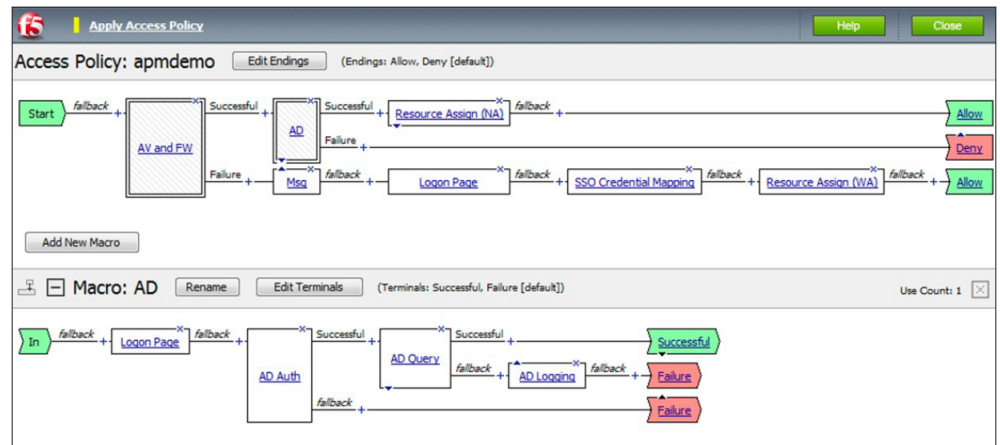 f5 Apply Access Policy Help Close
Access Policy: apmdemo Edit Endings (Endings: Allow, Deny [default])
Start fallback + AV and FW Successful + AD Successful + Resource Assign (NA) fallback + Allow
Failure + Deny
Failure + Msg fallback + Logon Page fallback + SSO Credential Mapping fallback + Resource Assign (WA) fallback + Allow
Add New Macro
Macro: AD Rename Edit Terminals (Terminals: Successful, Failure [default]) Use Count: 1
In fallback + Logon Page fallback + AD Auth Successful + AD Query Successful + Successful
fallback + AD Logging fallback + Failure
fallback + Failure